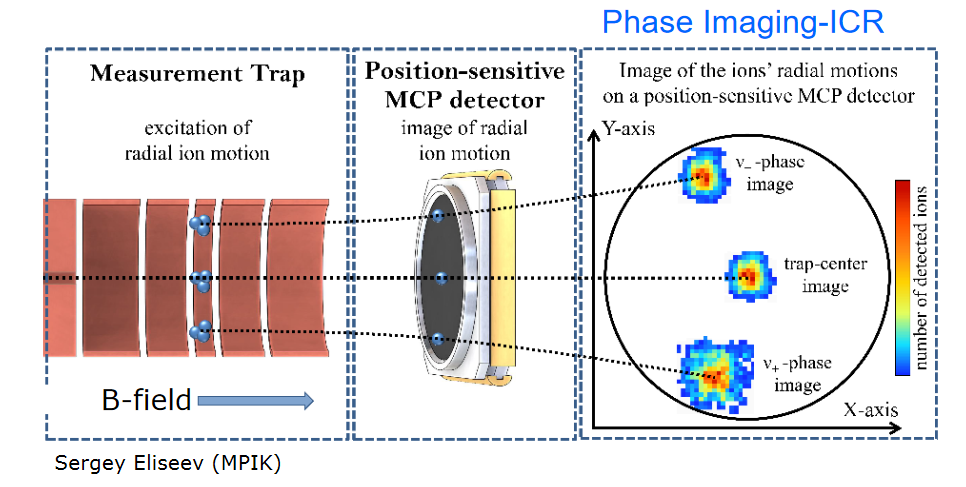 Phase Imaging-ICR
Measurement Trap
excitation of
radial ion motion
B-field
Position-sensitive
MCP detector
image of radial
ion motion
Image of the ions' radial motions
on a position-sensitive MCP detector
Y-axis
ν₋ -phase
image
trap-center
image
ν₊ -phase
image
X-axis
number of detected ions
Sergey Eliseev (MPIK)